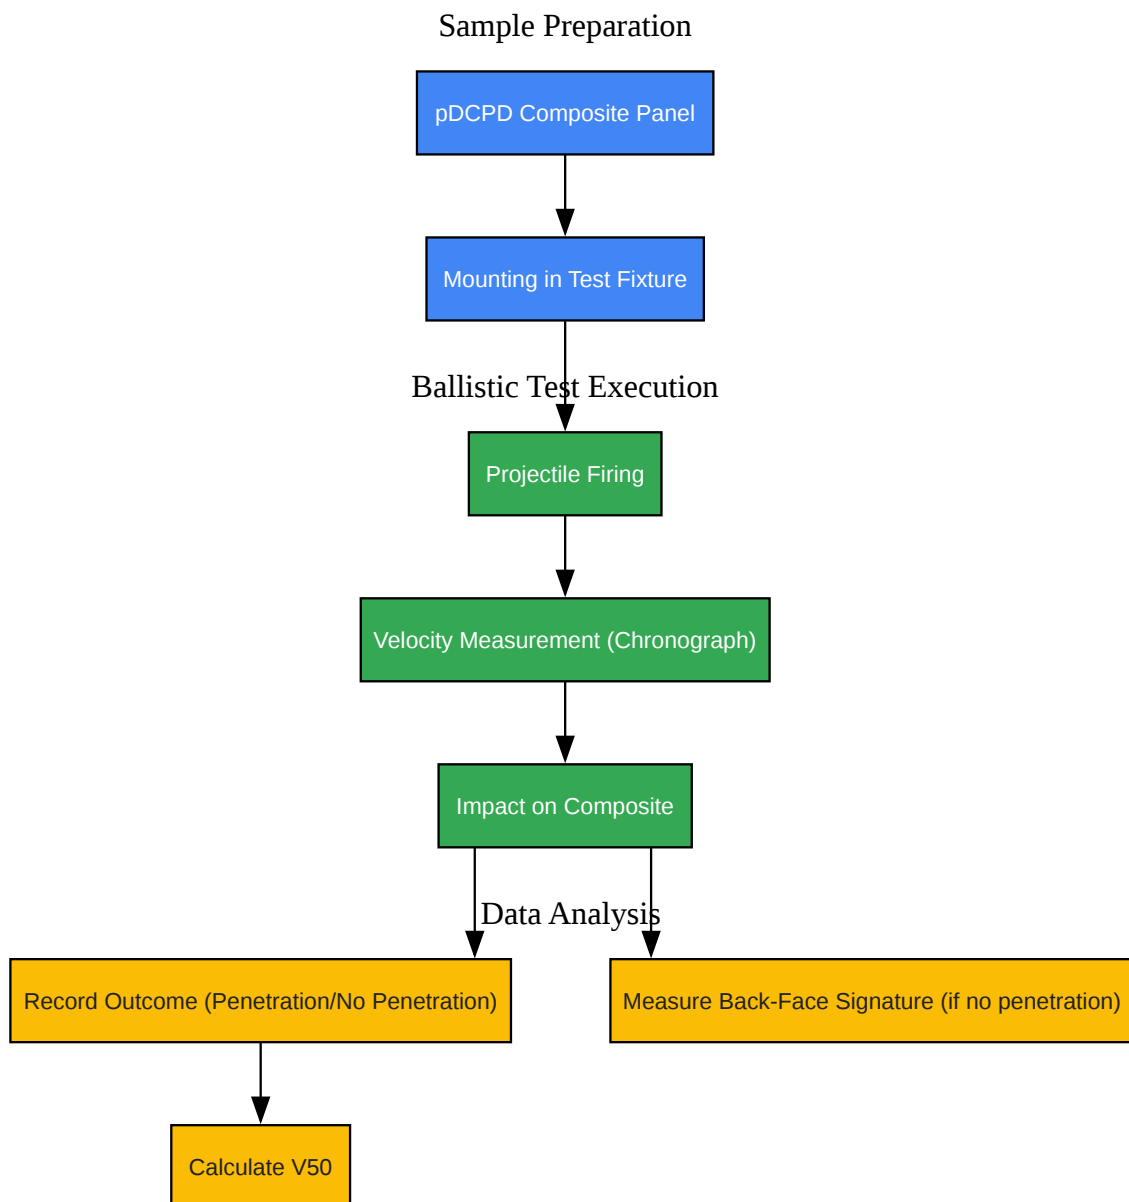 Sample Preparation
pDCPD Composite Panel
Mounting in Test Fixture
Ballistic Test Execution
Projectile Firing
Velocity Measurement (Chronograph)
Impact on Composite
Data Analysis
Record Outcome (Penetration/No Penetration)
Measure Back-Face Signature (if no penetration)
Calculate V50